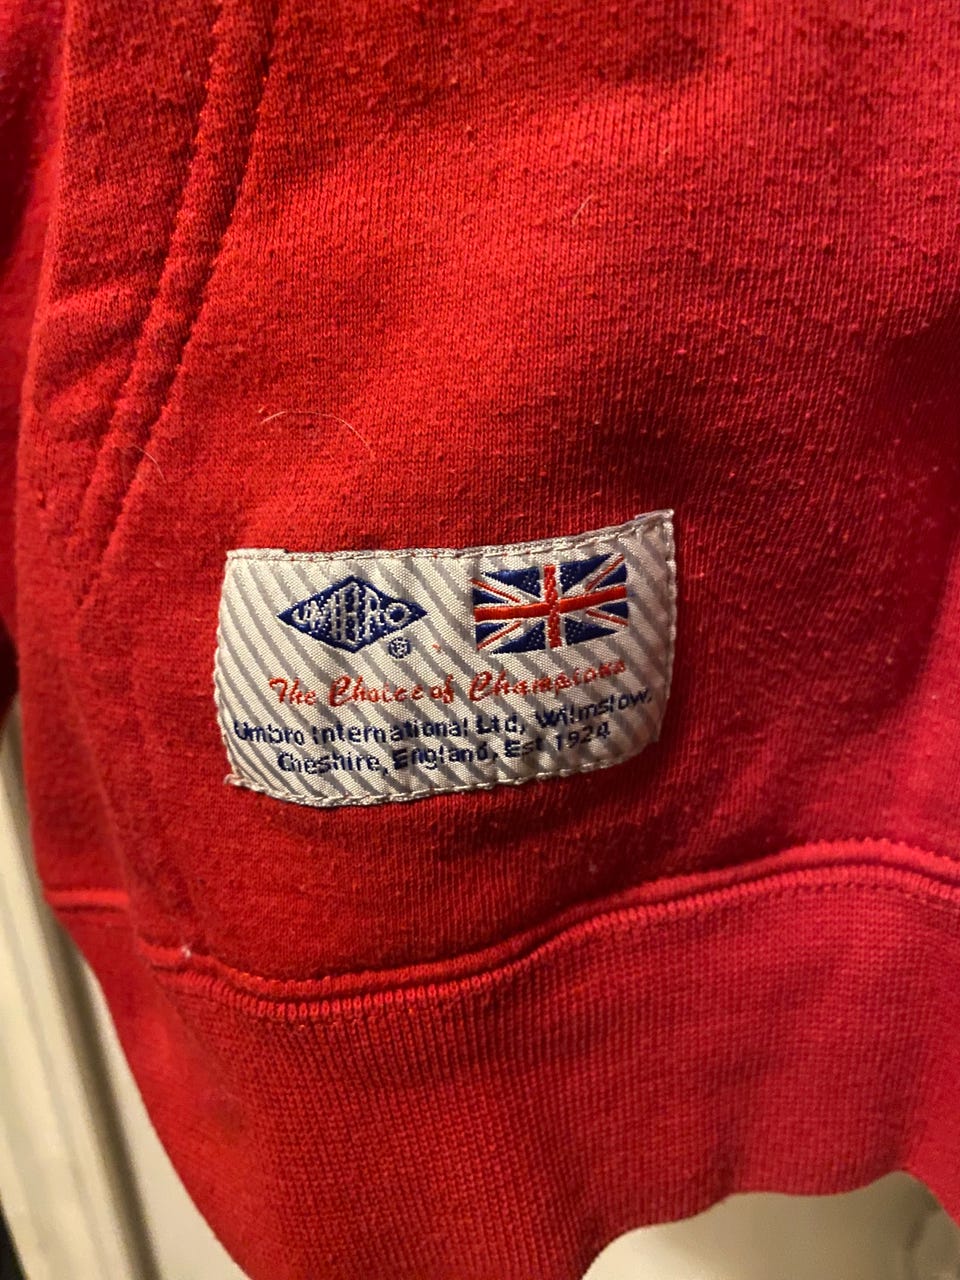 UMBRO
®
The Choice of Champions
Umbro International Ltd, Wilmslow,
Cheshire, England, Est 1924